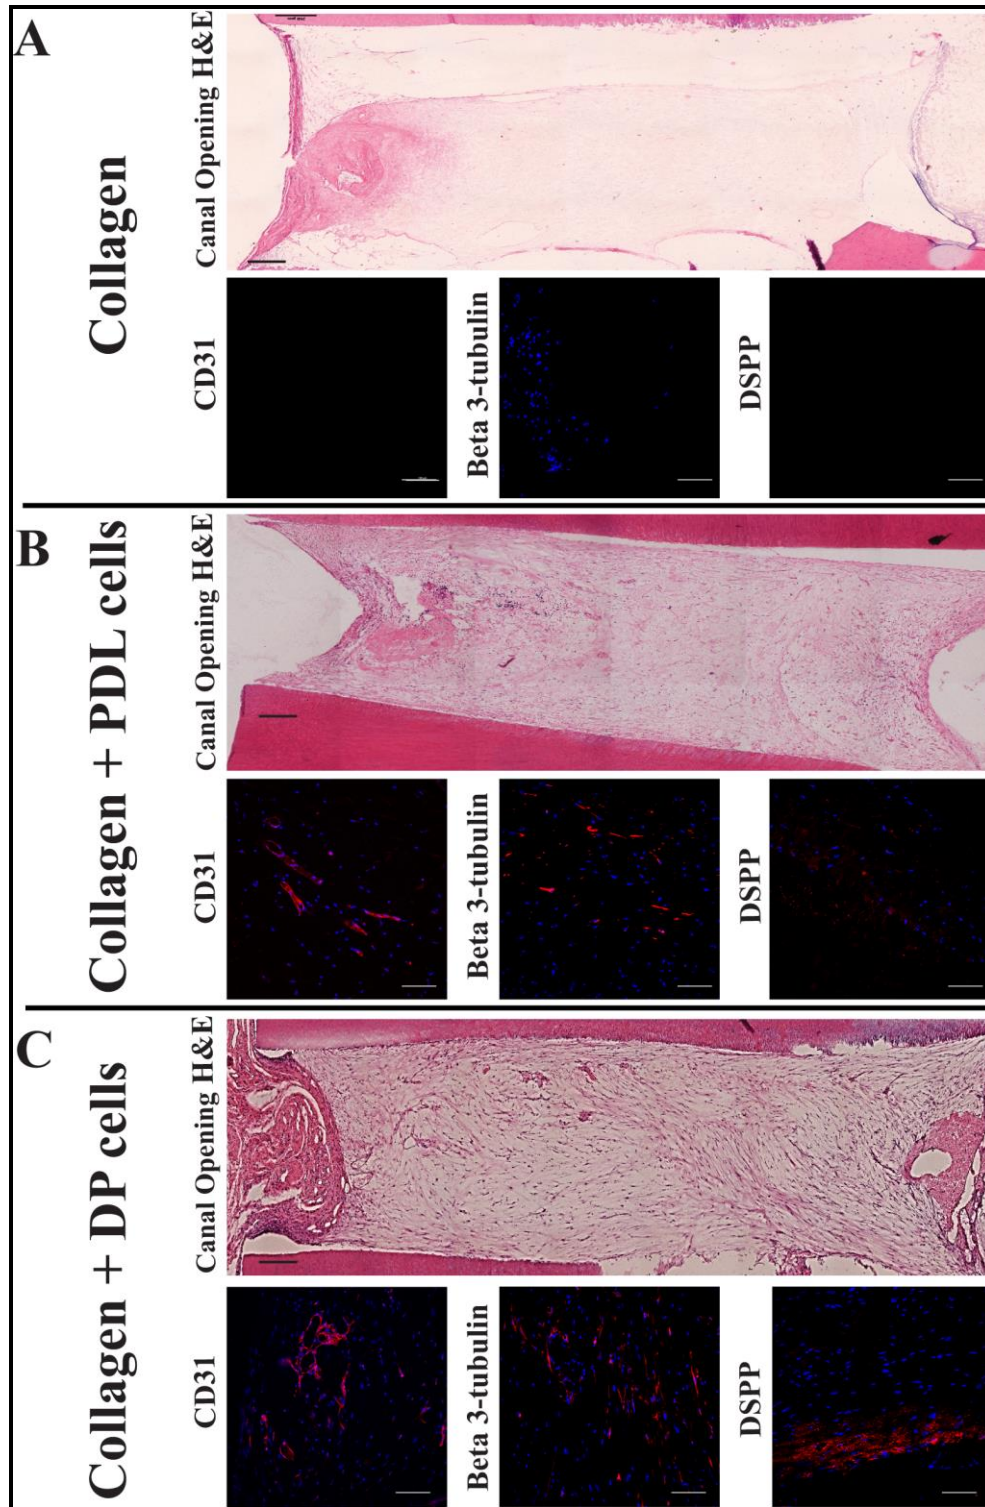 A
Collagen
Canal Opening H&E
CD31
Beta 3-tubulin
DSPP
B
Collagen + PDL cells
Canal Opening H&E
CD31
Beta 3-tubulin
DSPP
C
Collagen + DP cells
Canal Opening H&E
CD31
Beta 3-tubulin
DSPP